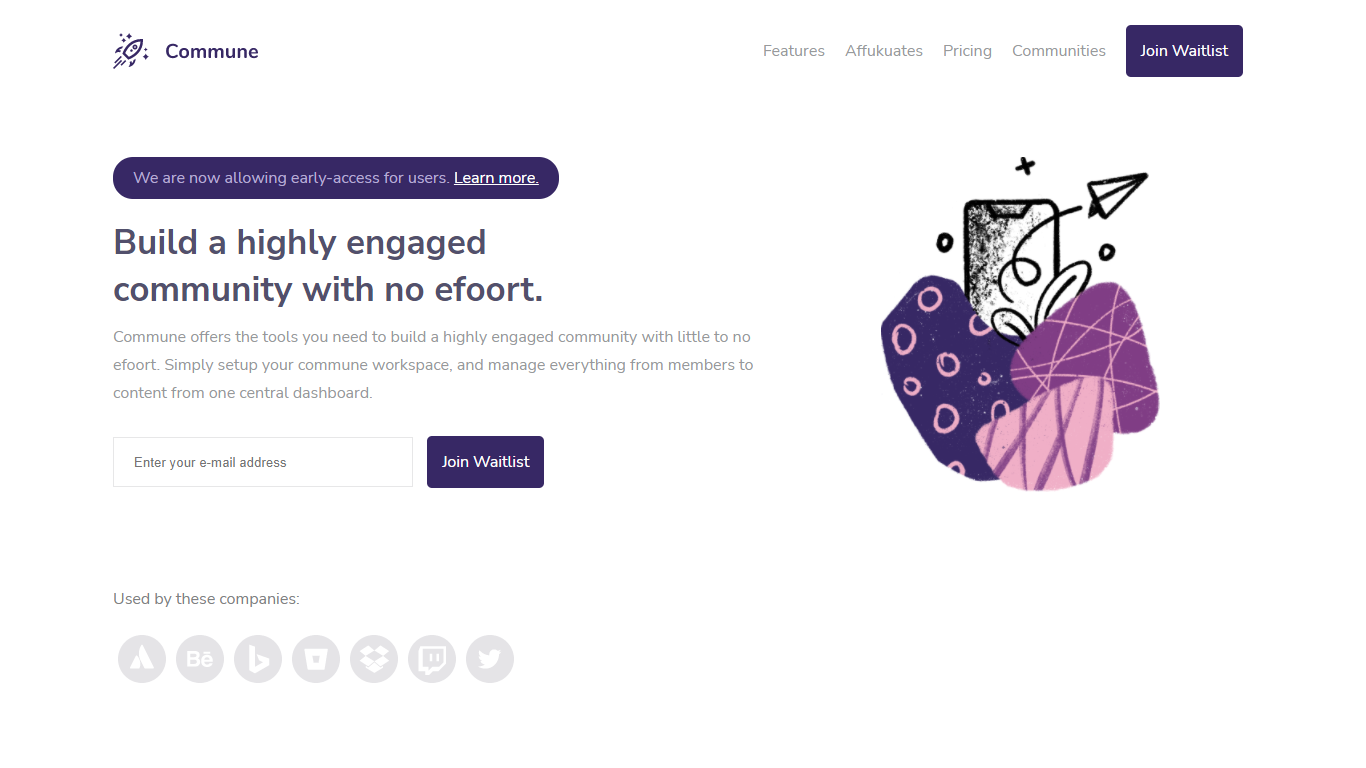 Commune
Features
Affukuates
Pricing
Communities
Join Waitlist
We are now allowing early-access for users. Learn more.
Build a highly engaged
community with no efoort.
Commune offers the tools you need to build a highly engaged community with little to no
efoort. Simply setup your commune workspace, and manage everything from members to
content from one central dashboard.
Enter your e-mail address
Join Waitlist
Used by these companies:
Bē